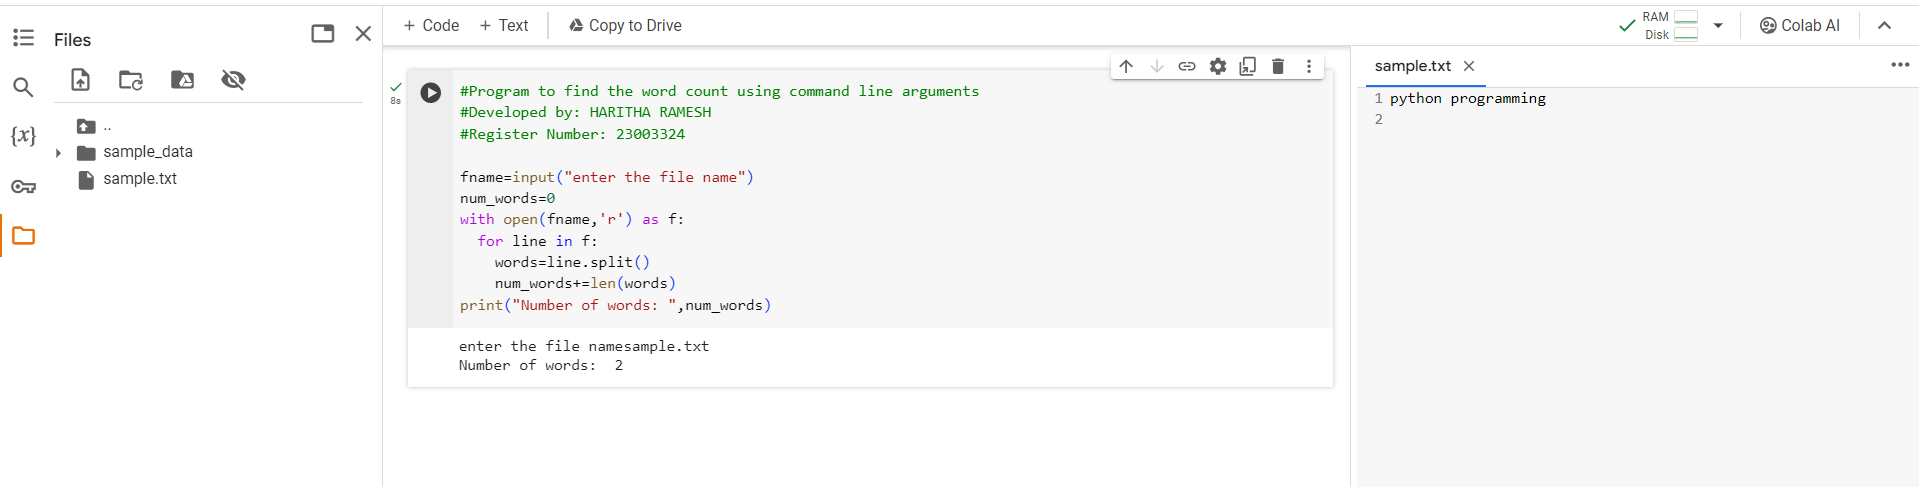 Files
..
sample_data
sample.txt
+ Code + Text Copy to Drive
RAM
Disk
Colab AI
8s
#Program to find the word count using command line arguments
#Developed by: HARITHA RAMESH
#Register Number: 23003324
fname=input("enter the file name")
num_words=0
with open(fname,'r') as f:
  for line in f:
    words=line.split()
    num_words+=len(words)
print("Number of words: ",num_words)
enter the file namesample.txt
Number of words:  2
sample.txt
1 python programming
2
{x}